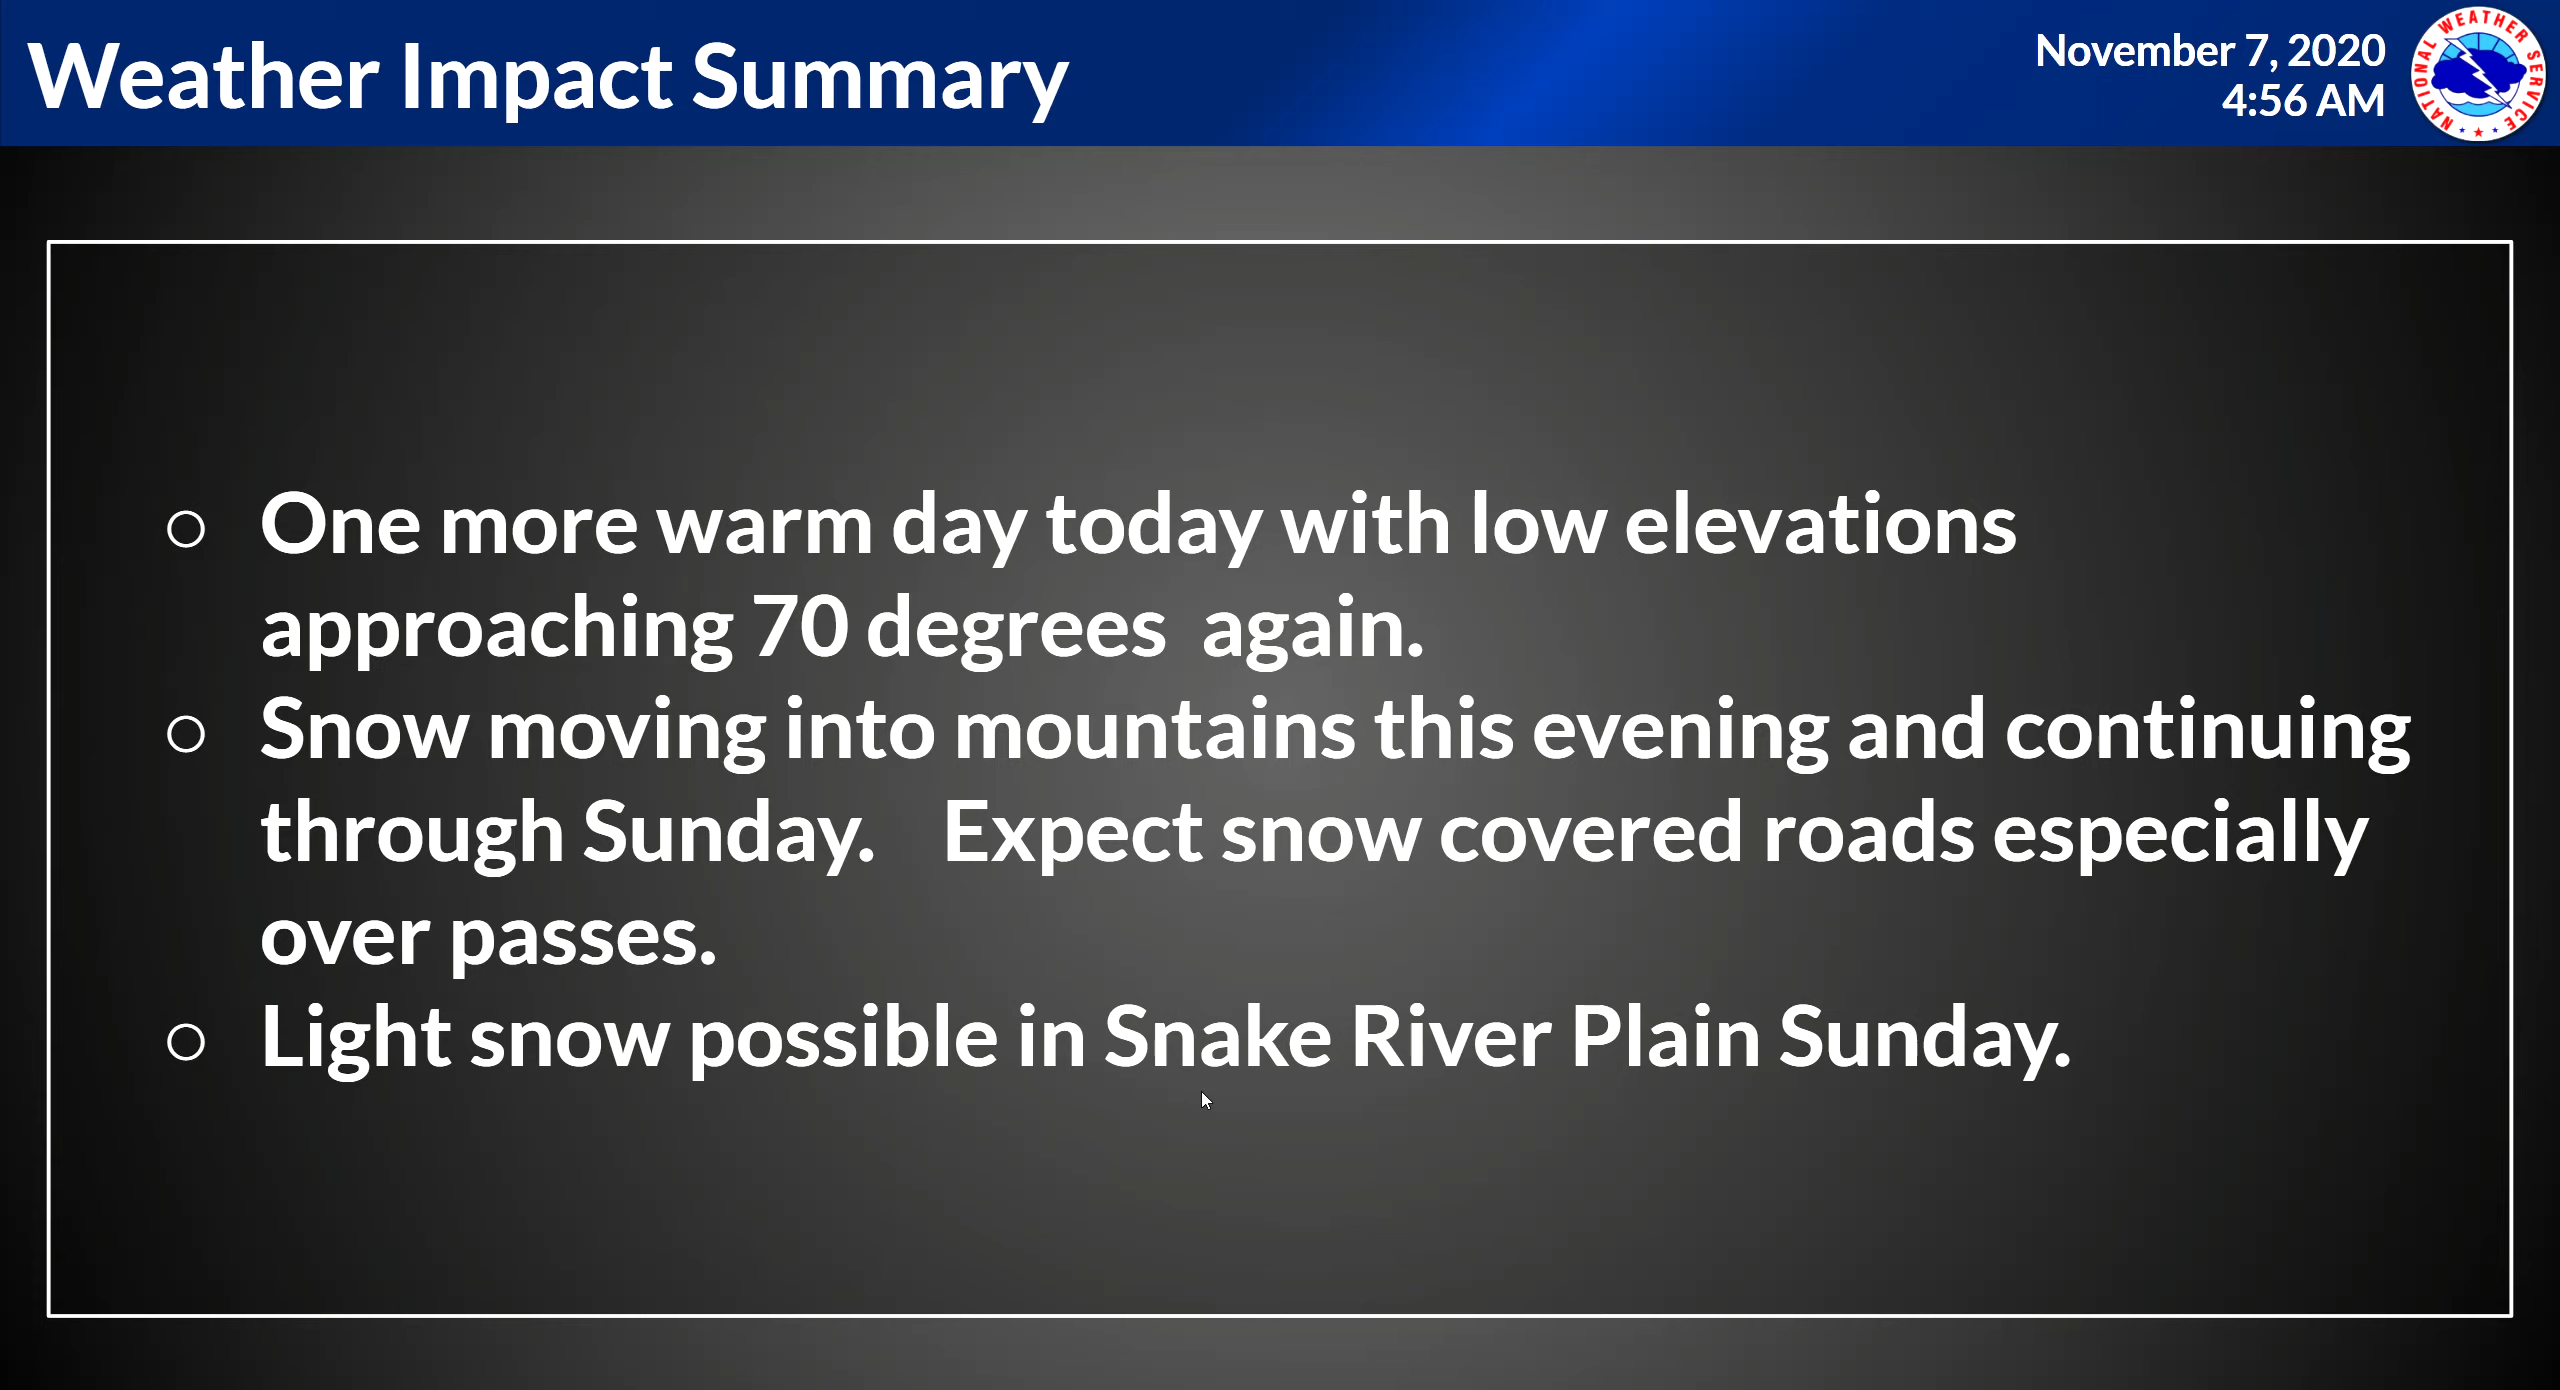 Weather Impact Summary
November 7, 2020
4:56 AM
NATIONAL WEATHER SERVICE
○ One more warm day today with low elevations
approaching 70 degrees  again.
○ Snow moving into mountains this evening and continuing
through Sunday.   Expect snow covered roads especially
over passes.
○ Light snow possible in Snake River Plain Sunday.